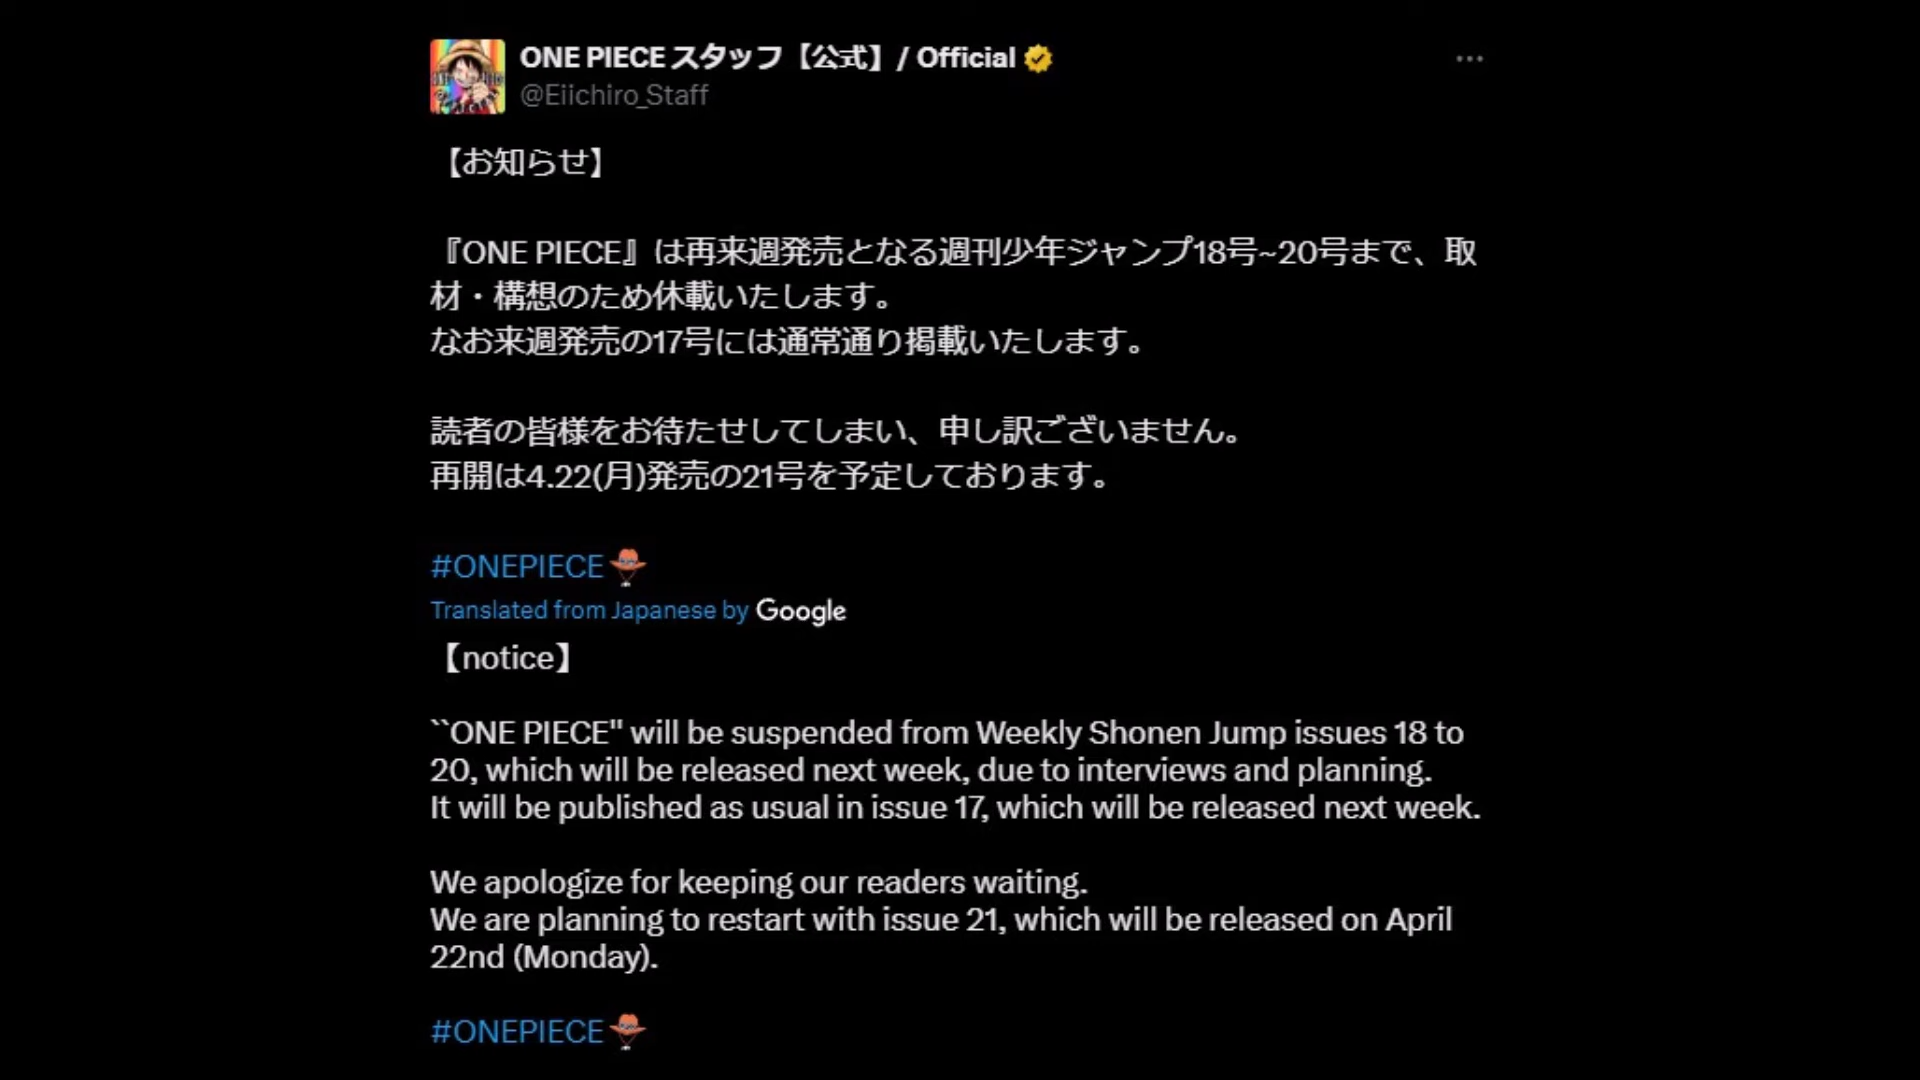 ONE PIECE スタッフ【公式】/ Official
@Eiichiro_Staff
【お知らせ】
『ONE PIECE』は再来週発売となる週刊少年ジャンプ18号~20号まで、取
材・構想のため休載いたします。
なお来週発売の17号には通常通り掲載いたします。
読者の皆様をお待たせしてしまい、申し訳ございません。
再開は4.22(月)発売の21号を予定しております。
#ONEPIECE
Translated from Japanese by Google
【notice】
``ONE PIECE'' will be suspended from Weekly Shonen Jump issues 18 to
20, which will be released next week, due to interviews and planning.
It will be published as usual in issue 17, which will be released next week.
We apologize for keeping our readers waiting.
We are planning to restart with issue 21, which will be released on April
22nd (Monday).
#ONEPIECE